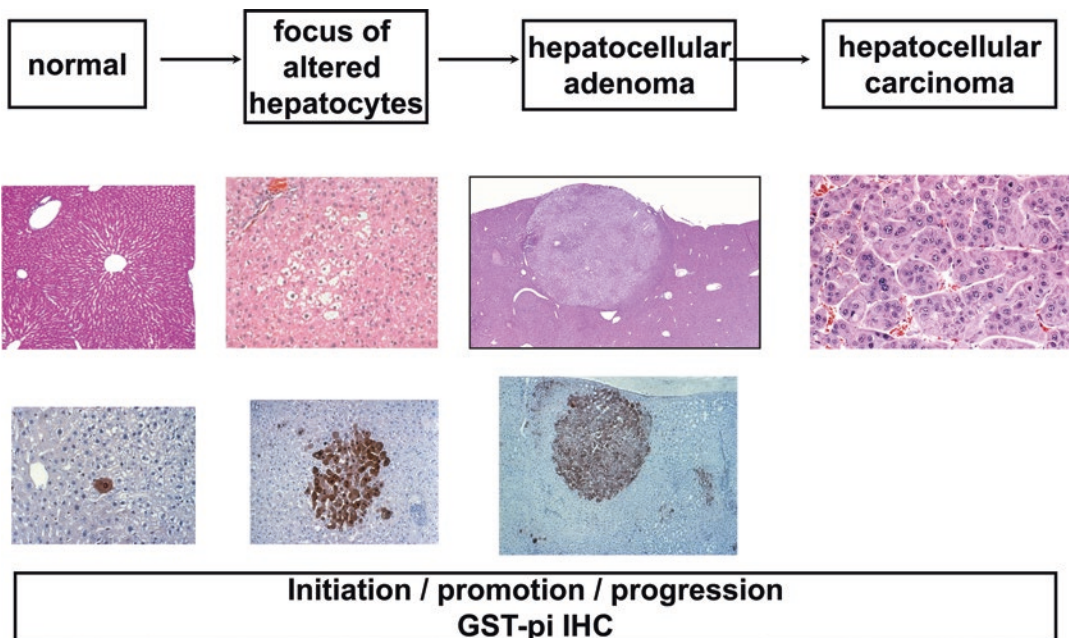 normal
focus of
altered
hepatocytes
hepatocellular
adenoma
hepatocellular
carcinoma
Initiation / promotion / progression
GST-pi IHC